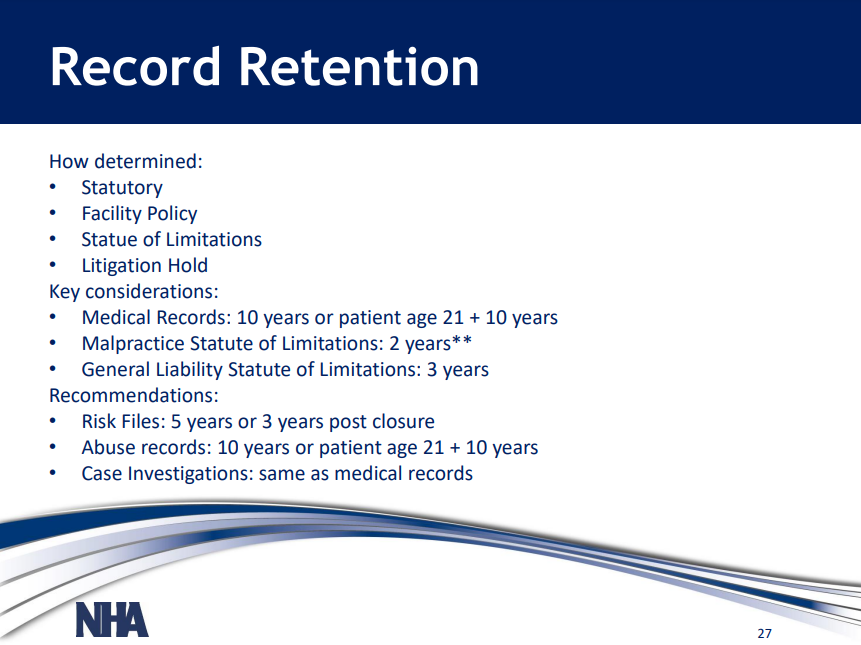 Record Retention
How determined:
• Statutory
• Facility Policy
• Statue of Limitations
• Litigation Hold
Key considerations:
• Medical Records: 10 years or patient age 21 + 10 years
• Malpractice Statute of Limitations: 2 years**
• General Liability Statute of Limitations: 3 years
Recommendations:
• Risk Files: 5 years or 3 years post closure
• Abuse records: 10 years or patient age 21 + 10 years
• Case Investigations: same as medical records
NHA
27